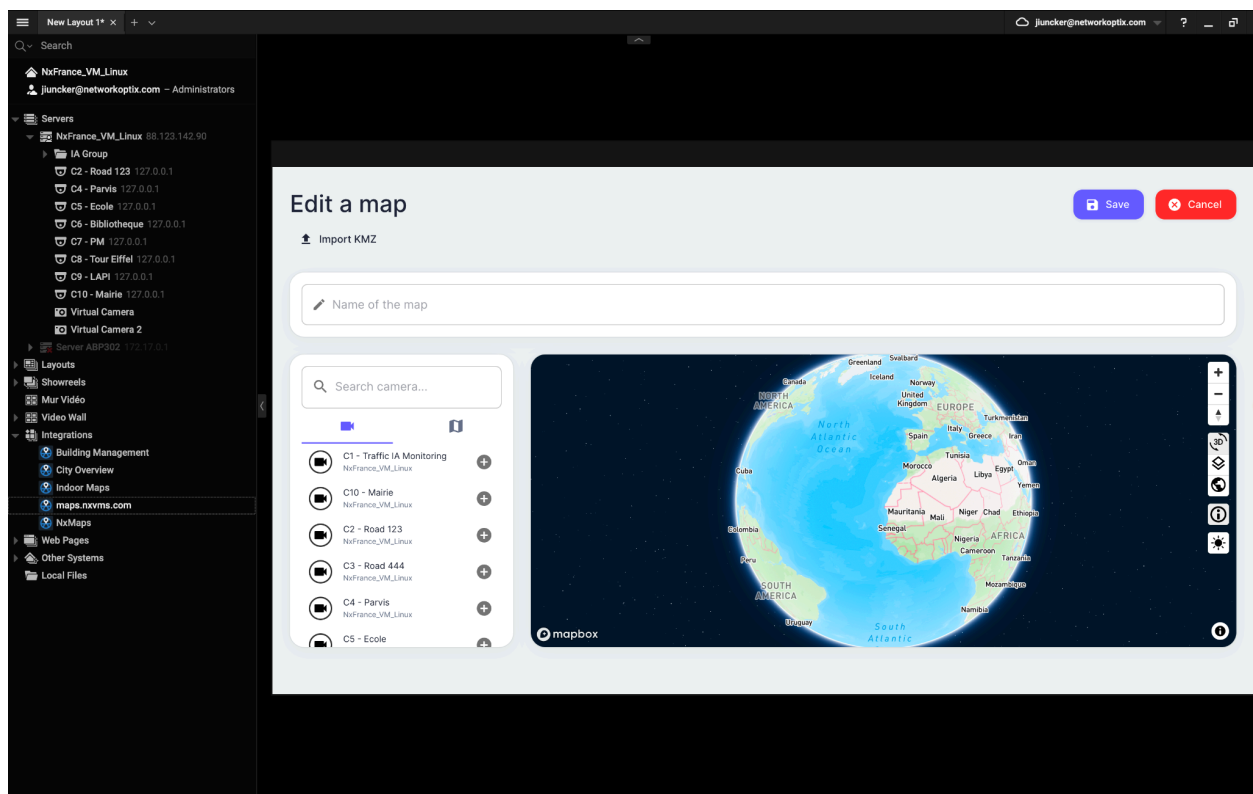 New Layout 1* × + 
jiuncker@networkoptix.com ?
Search
NxFrance_VM_Linux
jiuncker@networkoptix.com – Administrators
Servers
NxFrance_VM_Linux 88.123.142.90
IA Group
C2 - Road 123 127.0.0.1
C4 - Parvis 127.0.0.1
C5 - Ecole 127.0.0.1
C6 - Bibliotheque 127.0.0.1
C7 - PM 127.0.0.1
C8 - Tour Eiffel 127.0.0.1
C9 - LAPI 127.0.0.1
C10 - Mairie 127.0.0.1
Virtual Camera
Virtual Camera 2
Server ABP302 172.17.0.1
Layouts
Showreels
Mur Vidéo
Video Wall
Integrations
Building Management
City Overview
Indoor Maps
maps.nxvms.com
NxMaps
Web Pages
Other Systems
Local Files
Edit a map
Save
Cancel
Import KMZ
Name of the map
Search camera...
C1 - Traffic IA Monitoring
NxFrance_VM_Linux
C10 - Mairie
NxFrance_VM_Linux
C2 - Road 123
NxFrance_VM_Linux
C3 - Road 444
NxFrance_VM_Linux
C4 - Parvis
NxFrance_VM_Linux
C5 - Ecole
Greenland
Svalbard
Canada
Iceland
Norway
NORTH
AMERICA
United
Kingdom
EUROPE
Turkmenistan
North
Atlantic
Ocean
Spain
Italy
Greece
Iran
Cuba
Tunisia
Morocco
Algeria
Libya
Egypt
Oman
Yemen
Mauritania
Mali
Niger
Chad
Ethiopia
Colombia
Senegal
Nigeria
AFRICA
Cameroon
Tanzania
Peru
SOUTH
AMERICA
Mozambique
Namibia
Uruguay
South
Atlantic
mapbox
+
−
3D